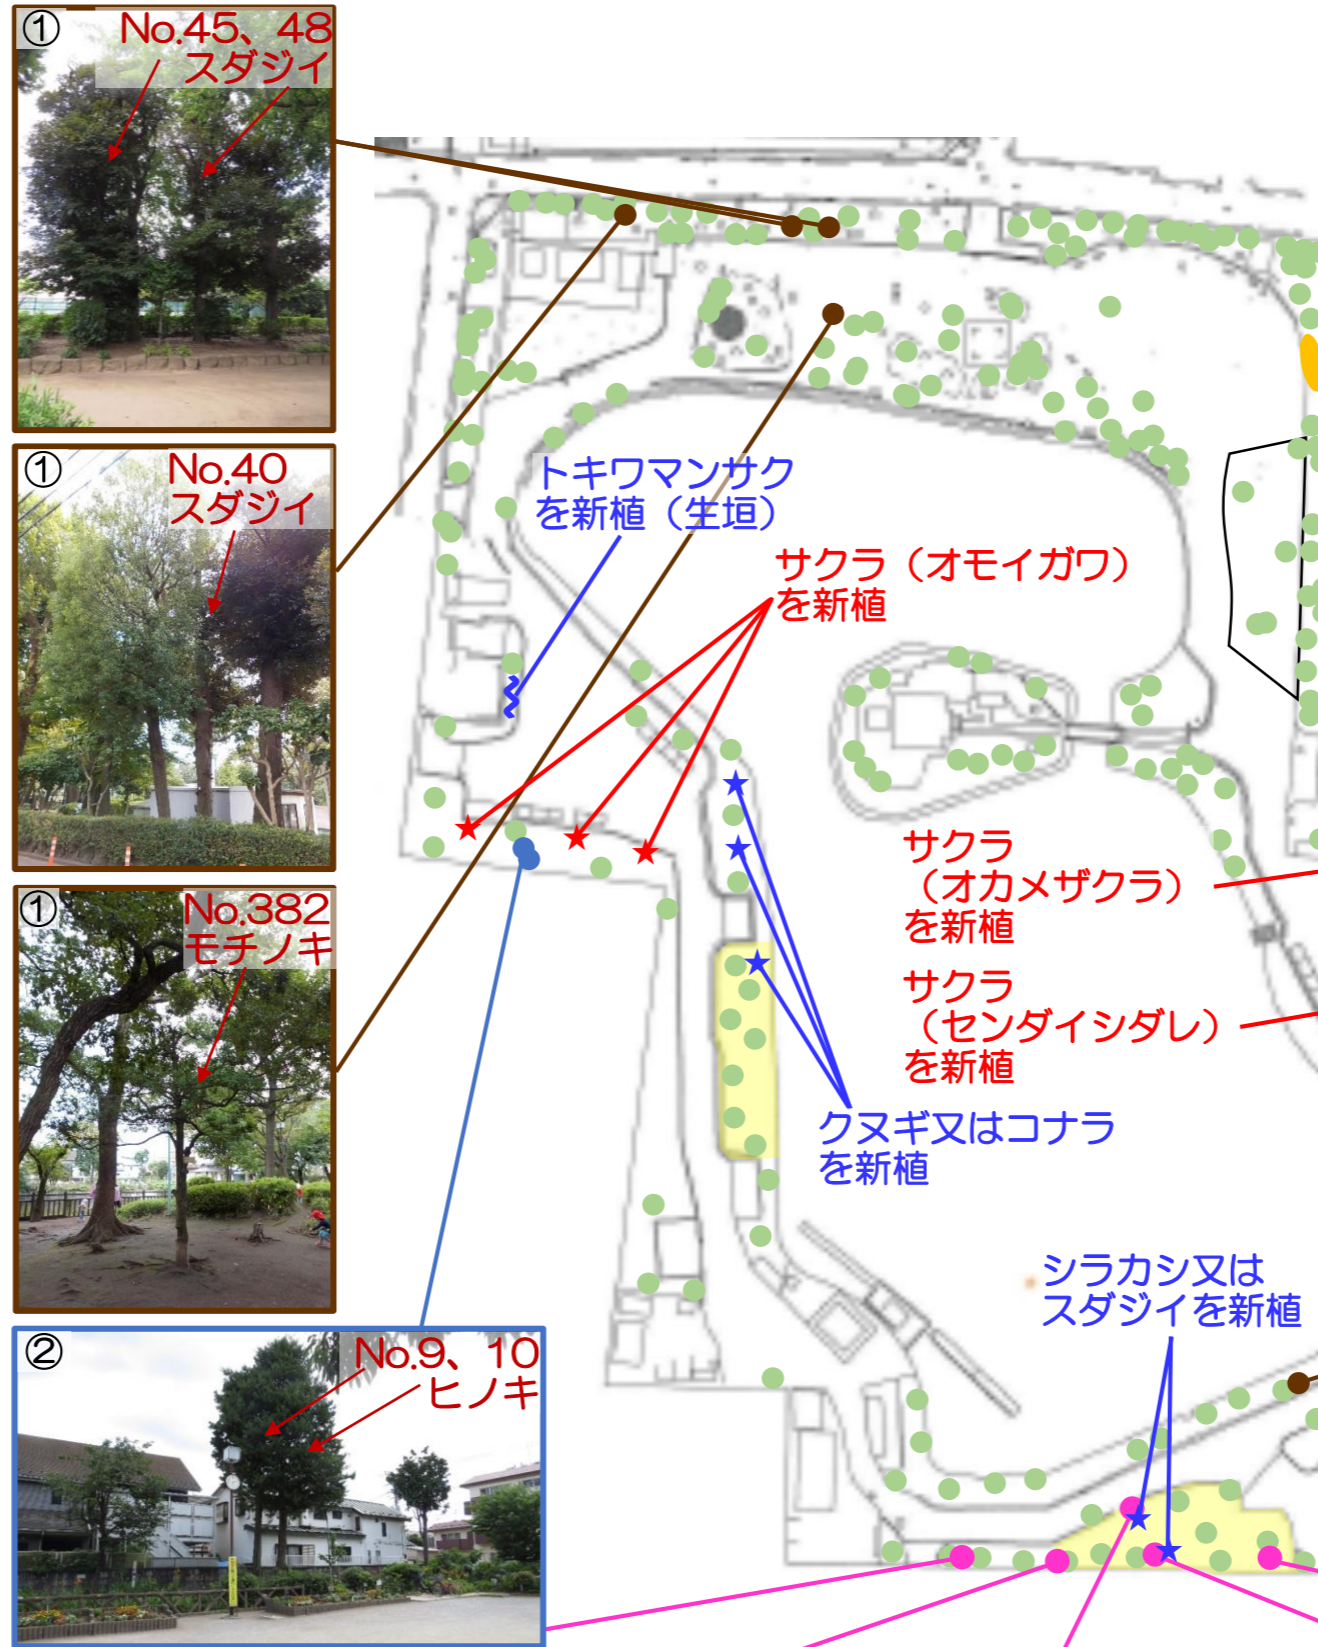 ①
No.45、48
スダジイ
①
No.40
スダジイ
①
No.382
モチノキ
②
No.9、10
ヒノキ
トキワマンサク
を新植（生垣）
サクラ（オモイガワ）
を新植
サクラ
（オカメザクラ）
を新植
サクラ
（センダイシダレ）
を新植
クヌギ又はコナラ
を新植
シラカシ又は
スダジイを新植